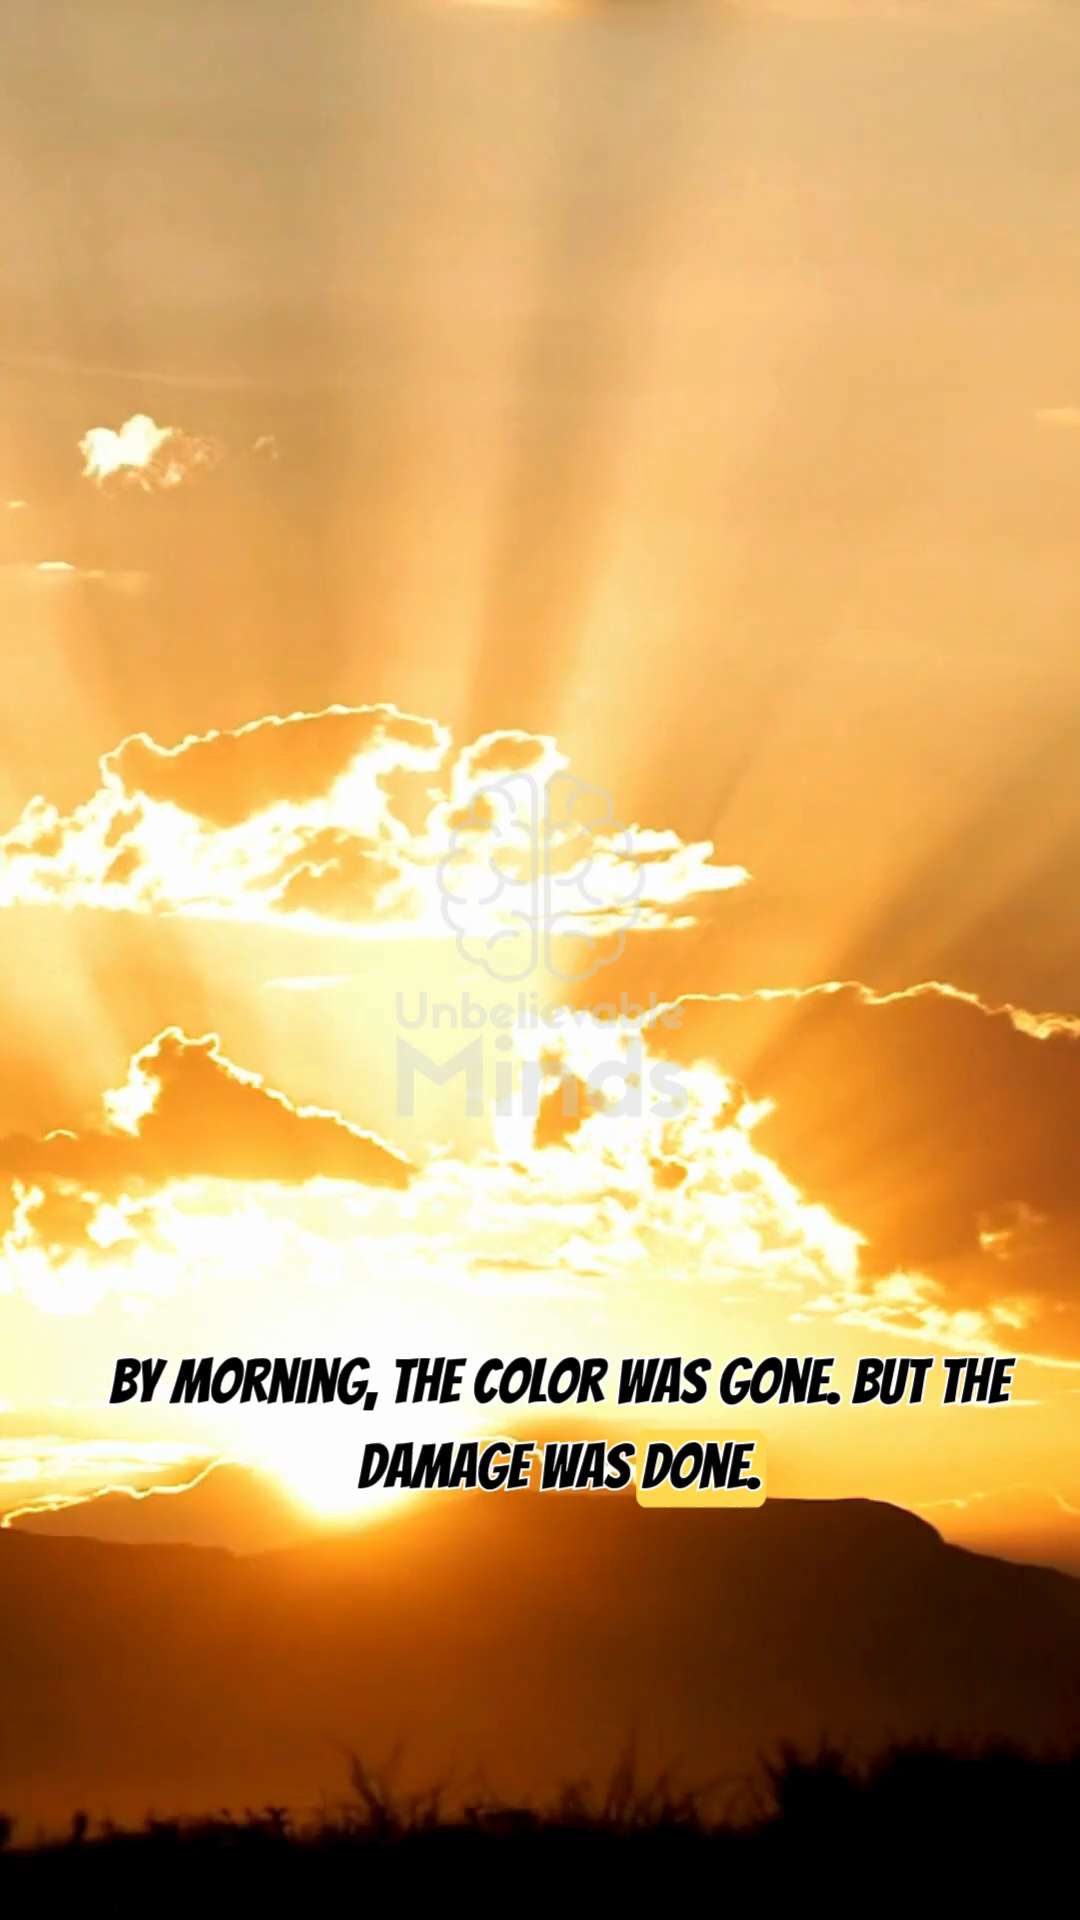 Unbelievable
Minds
BY MORNING, THE COLOR WAS GONE. BUT THE
DAMAGE WAS DONE.